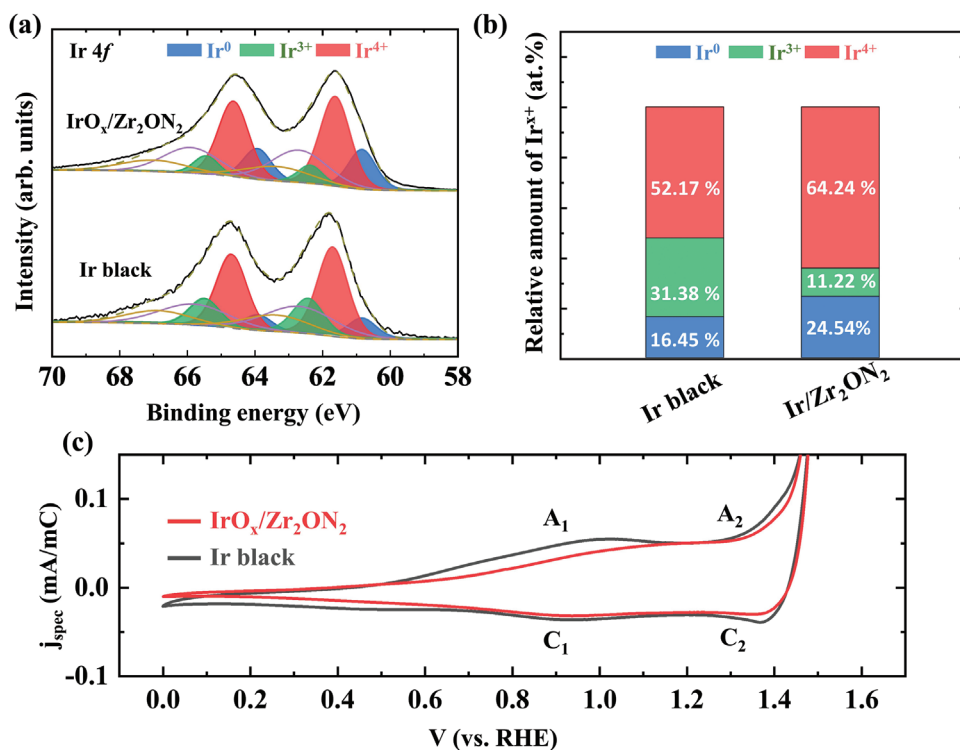 (a)
Ir 4f
Ir⁰ Ir³⁺ Ir⁴⁺
IrOₓ/Zr₂ON₂
Ir black
Intensity (arb. units)
70 68 66 64 62 60 58
Binding energy (eV)
(b)
Ir⁰ Ir³⁺ Ir⁴⁺
Relative amount of Irˣ⁺ (at.%)
52.17 %
31.38 %
16.45 %
64.24 %
11.22 %
24.54%
Ir black
Ir/Zr₂ON₂
(c)
0.1
0.0
-0.1
j_spec (mA/mC)
IrOₓ/Zr₂ON₂
Ir black
A₁
A₂
C₁
C₂
0.0 0.2 0.4 0.6 0.8 1.0 1.2 1.4 1.6
V (vs. RHE)